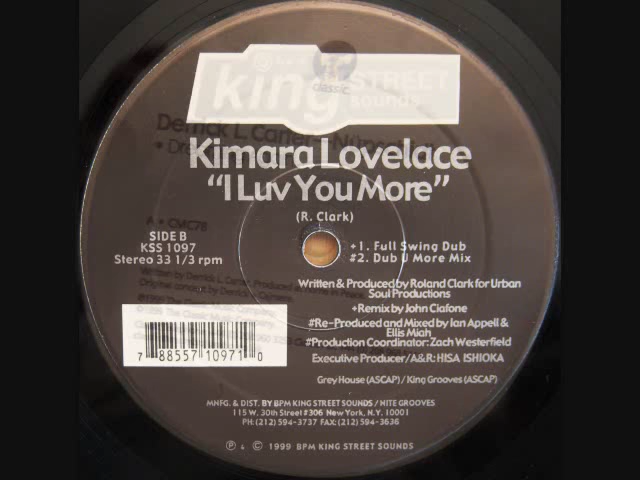 king STREET
sounds
classic
Derrick L. Carter
Kimara Lovelace
"I Luv You More"
(R. Clark)
A • CMC78
SIDE B
KSS 1097
Stereo 33 1/3 rpm
+1. Full Swing Dub
#2. Dub U More Mix
Written & Produced by Roland Clark for Urban
Soul Productions
+Remix by John Ciafone
#Re-Produced and Mixed by Ian Appell &
Ellis Miah
#Production Coordinator: Zach Westerfield
Executive Producer/A&R: HISA ISHIOKA
7 88557 10971 0
Grey House (ASCAP) / King Grooves (ASCAP)
MNFG. & DIST. BY BPM KING STREET SOUNDS / NITE GROOVES
115 W. 30th Street #306 New York, N.Y. 10001
PH: (212) 594-3737 FAX: (212) 594-3636
℗ & © 1999 BPM KING STREET SOUNDS